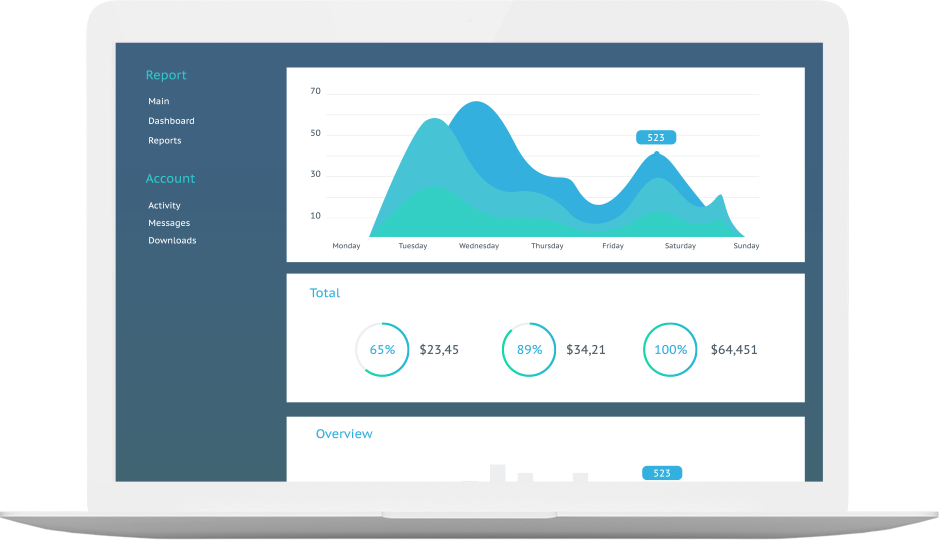 Report
Main
Dashboard
Reports
Account
Activity
Messages
Downloads
70
50
30
10
523
Monday Tuesday Wednesday Thursday Friday Saturday Sunday
Total
65% $23,45 89% $34,21 100% $64,451
Overview
523